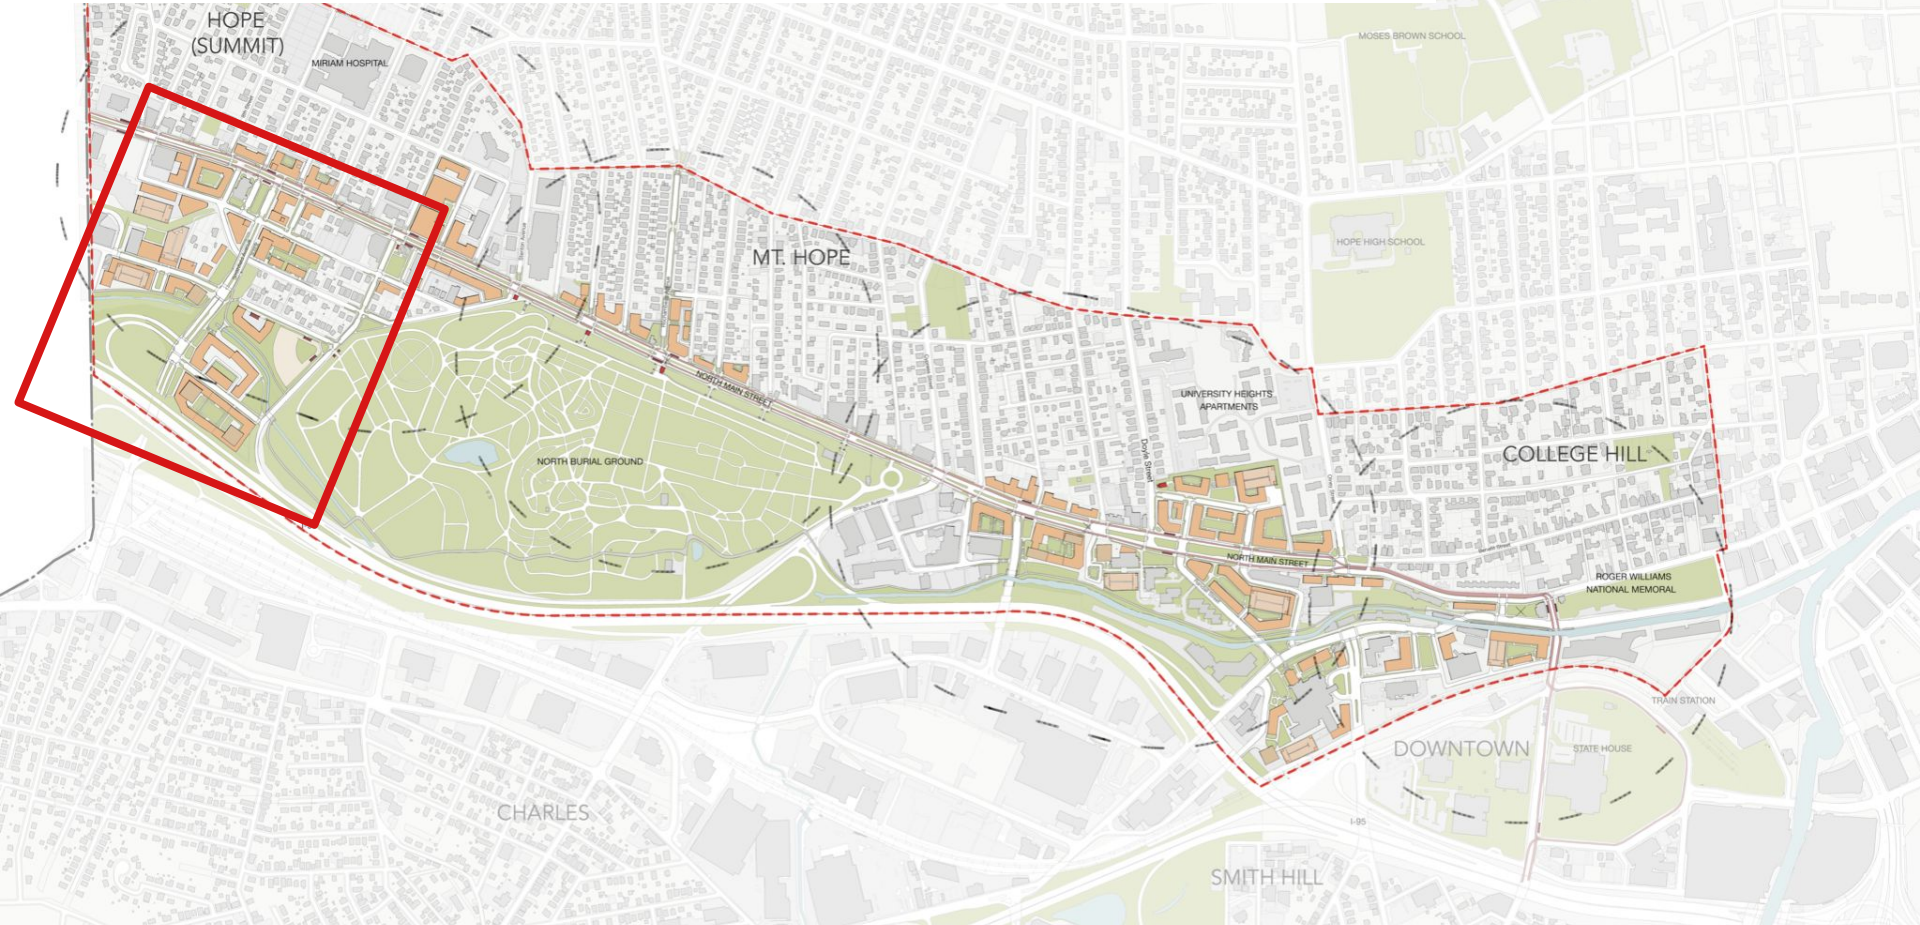 HOPE
(SUMMIT)
MIRIAM HOSPITAL
MOSES BROWN SCHOOL
HOPE HIGH SCHOOL
MT. HOPE
NORTH MAIN STREET
UNIVERSITY HEIGHTS
APARTMENTS
Doyle Street
COLLEGE HILL
NORTH BURIAL GROUND
Branch Avenue
NORTH MAIN STREET
ROGER WILLIAMS
NATIONAL MEMORIAL
TRAIN STATION
DOWNTOWN
STATE HOUSE
CHARLES
I-95
SMITH HILL